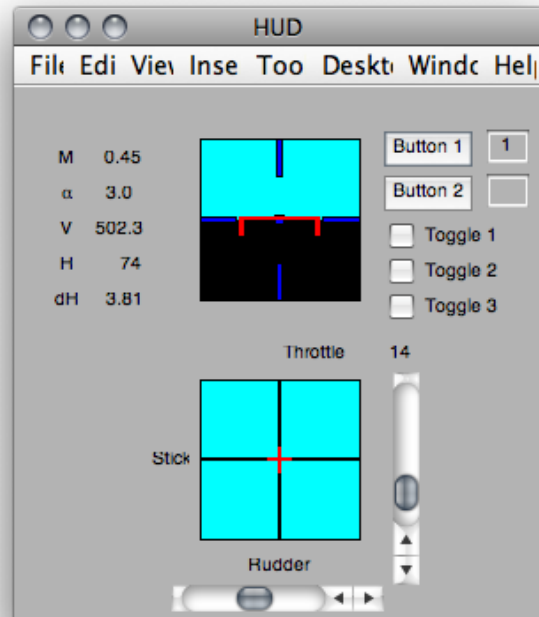 HUD
File Edi View Inse Too Deskt Windo Help
M 0.45
α 3.0
V 502.3
H 74
dH 3.81
Button 1 1
Button 2
Toggle 1
Toggle 2
Toggle 3
Throttle 14
Stick
Rudder